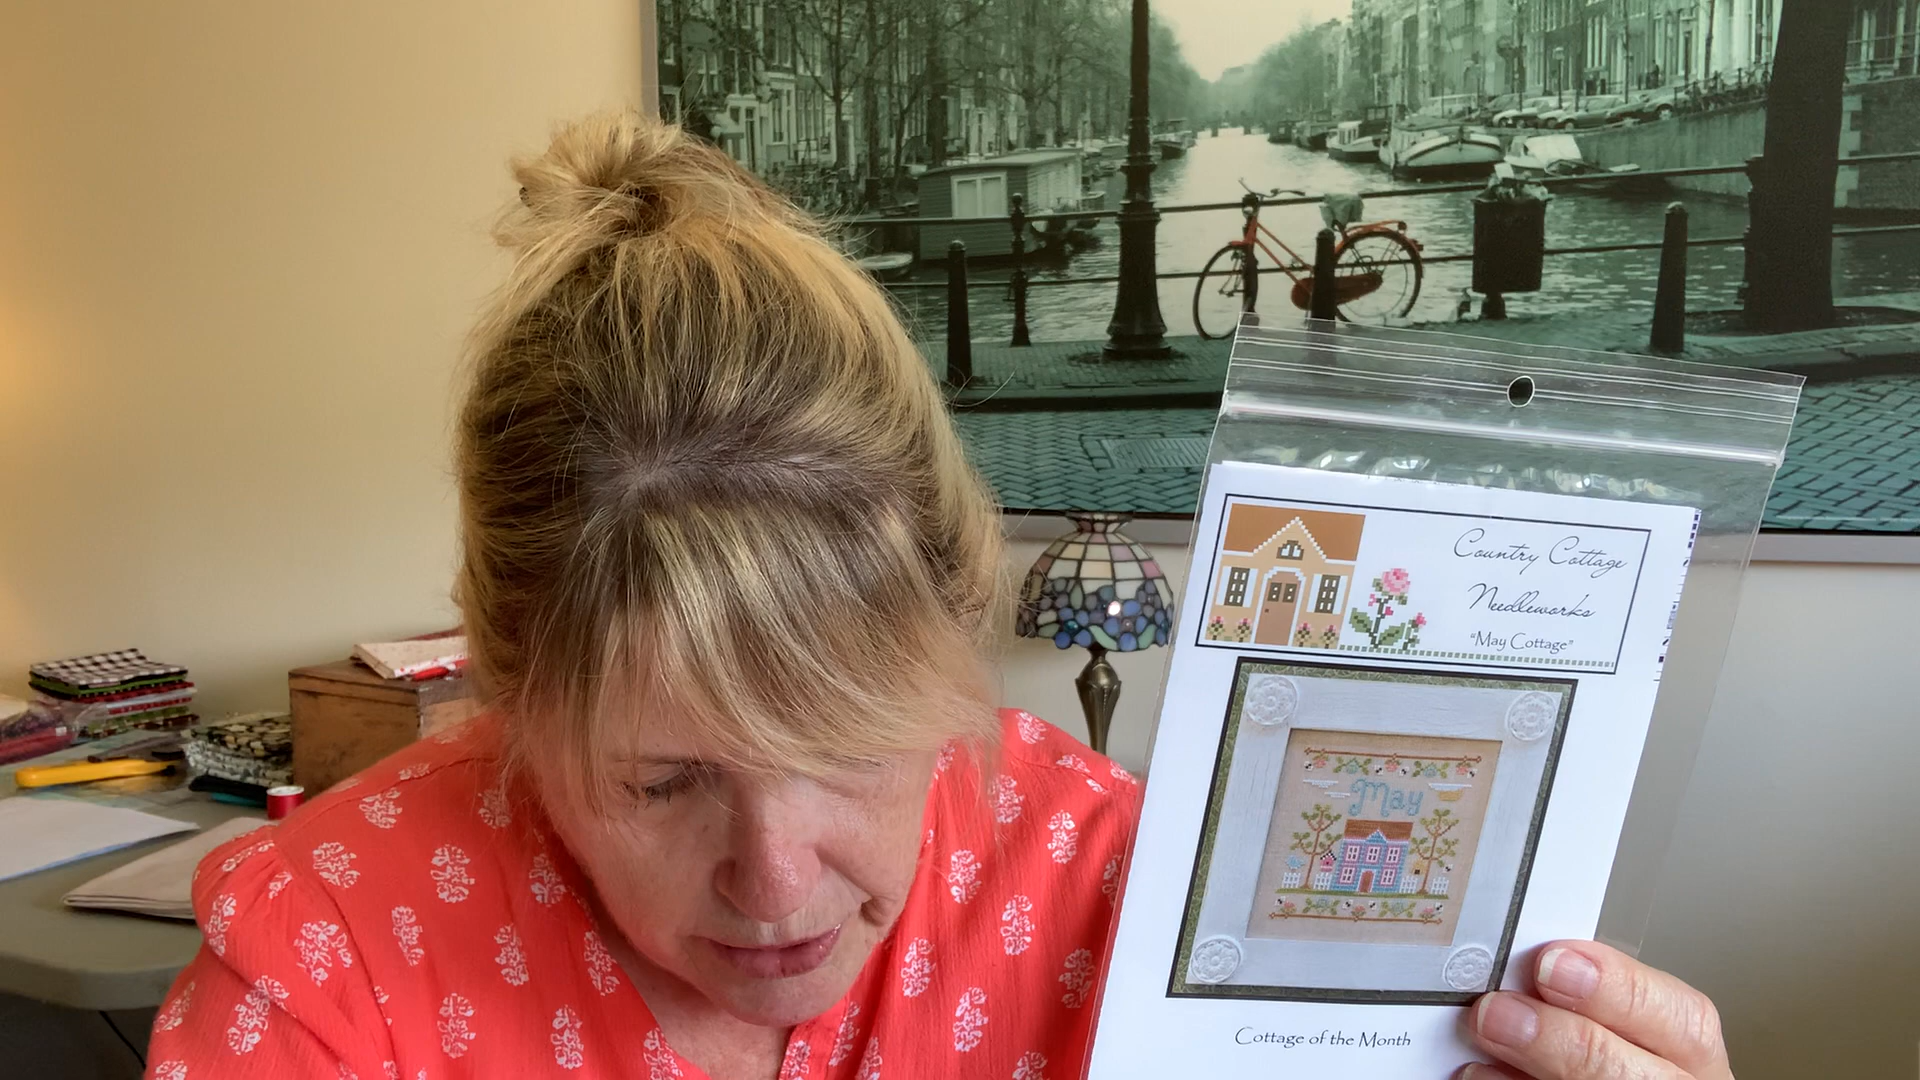 Country Cottage
Needleworks
"May Cottage"
May
Cottage of the Month